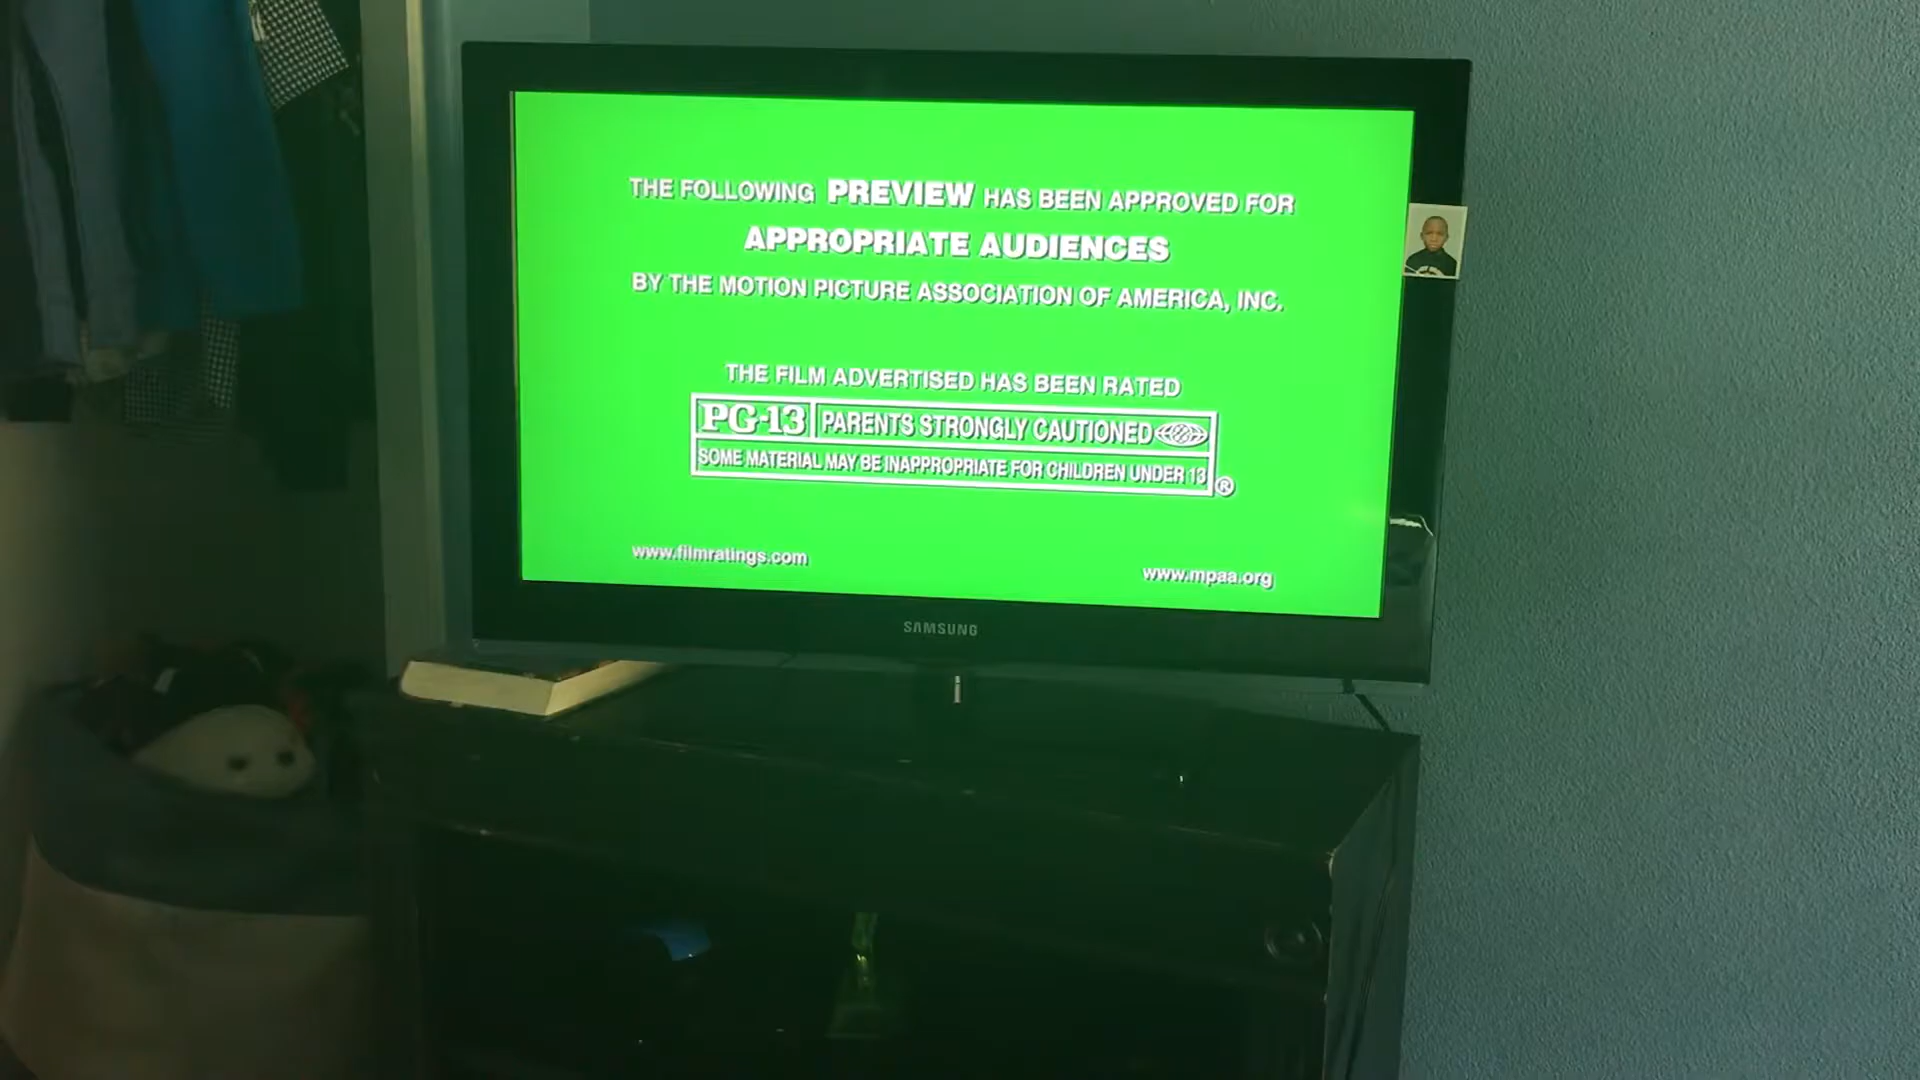 THE FOLLOWING PREVIEW HAS BEEN APPROVED FOR
APPROPRIATE AUDIENCES
BY THE MOTION PICTURE ASSOCIATION OF AMERICA, INC.
THE FILM ADVERTISED HAS BEEN RATED
PG-13 PARENTS STRONGLY CAUTIONED
SOME MATERIAL MAY BE INAPPROPRIATE FOR CHILDREN UNDER 13 ®
www.filmratings.com
www.mpaa.org
SAMSUNG